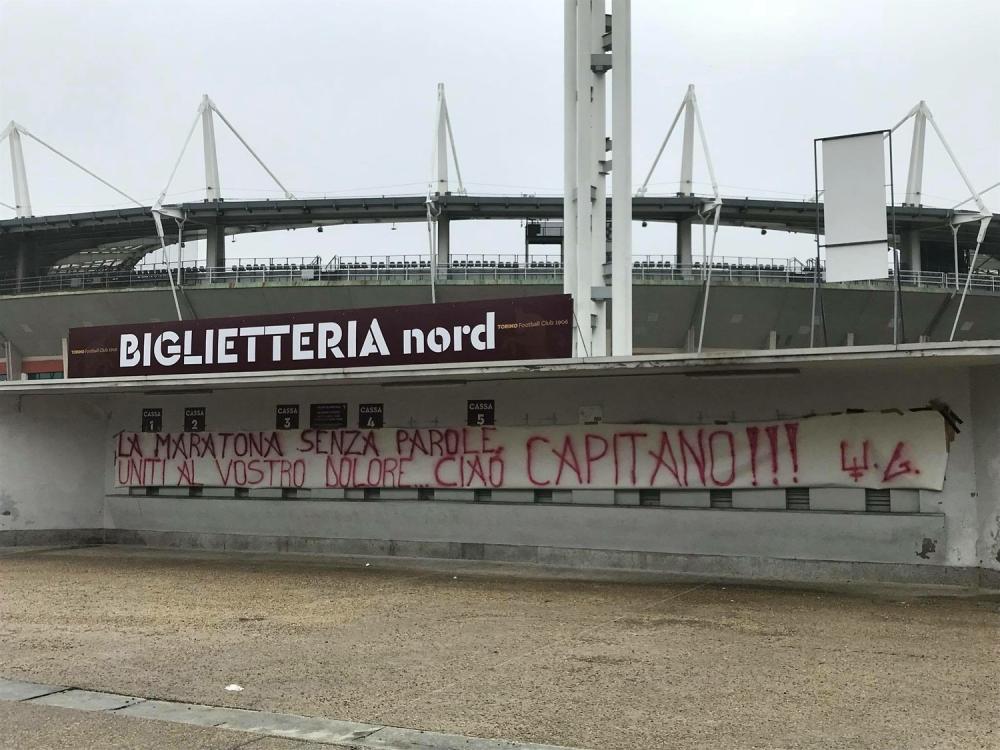 TORINO Football Club 1906 BIGLIETTERIA nord TORINO Football Club 1906
CASSA 1
CASSA 2
CASSA 3
CASSA 4
CASSA 5
LA MARATONA SENZA PAROLE,
UNITI AL VOSTRO DOLORE... CIAO CAPITANO!!! U.G.